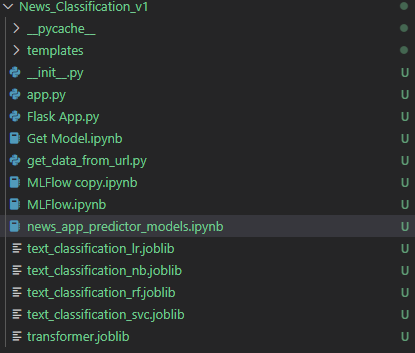 News_Classification_v1
__pycache__
templates
__init__.py U
app.py U
Flask App.py U
Get Model.ipynb U
get_data_from_url.py U
MLFlow copy.ipynb U
MLFlow.ipynb U
news_app_predictor_models.ipynb U
text_classification_lr.joblib U
text_classification_nb.joblib U
text_classification_rf.joblib U
text_classification_svc.joblib U
transformer.joblib U